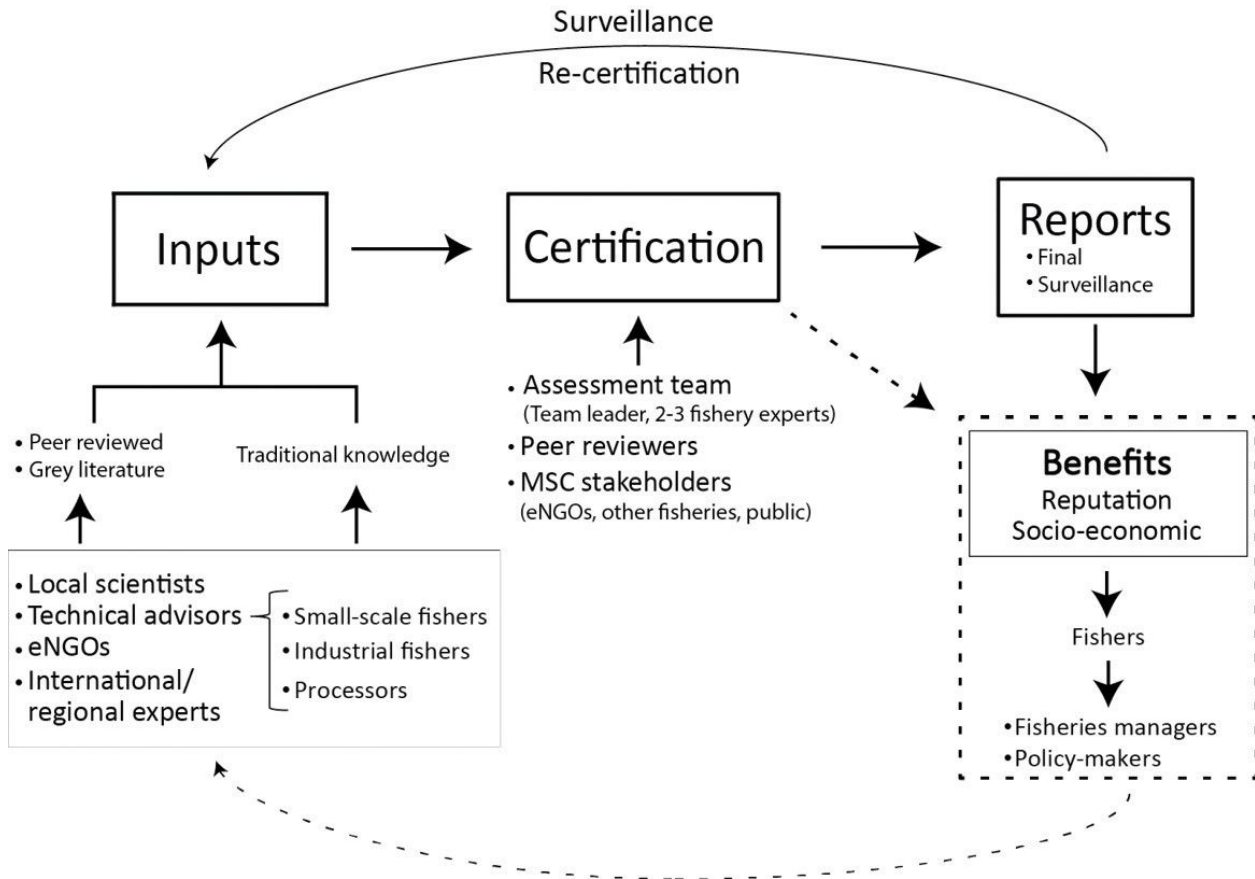 Surveillance
Re-certification
Inputs
Certification
Reports
• Final
• Surveillance
• Peer reviewed
• Grey literature
Traditional knowledge
• Assessment team
(Team leader, 2-3 fishery experts)
• Peer reviewers
• MSC stakeholders
(eNGOs, other fisheries, public)
Benefits
Reputation
Socio-economic
Fishers
• Fisheries managers
• Policy-makers
• Local scientists
• Technical advisors
• eNGOs
• International/
regional experts
• Small-scale fishers
• Industrial fishers
• Processors